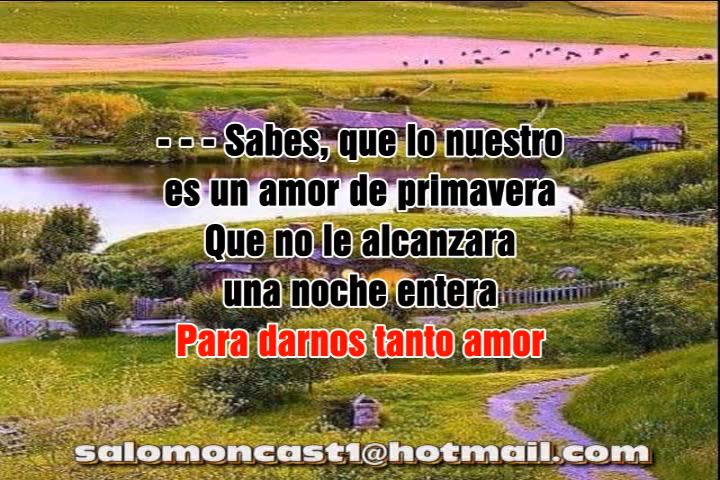 - - - Sabes, que lo nuestro
es un amor de primavera
Que no le alcanzara
una noche entera
Para darnos tanto amor
salomoncast1@hotmail.com